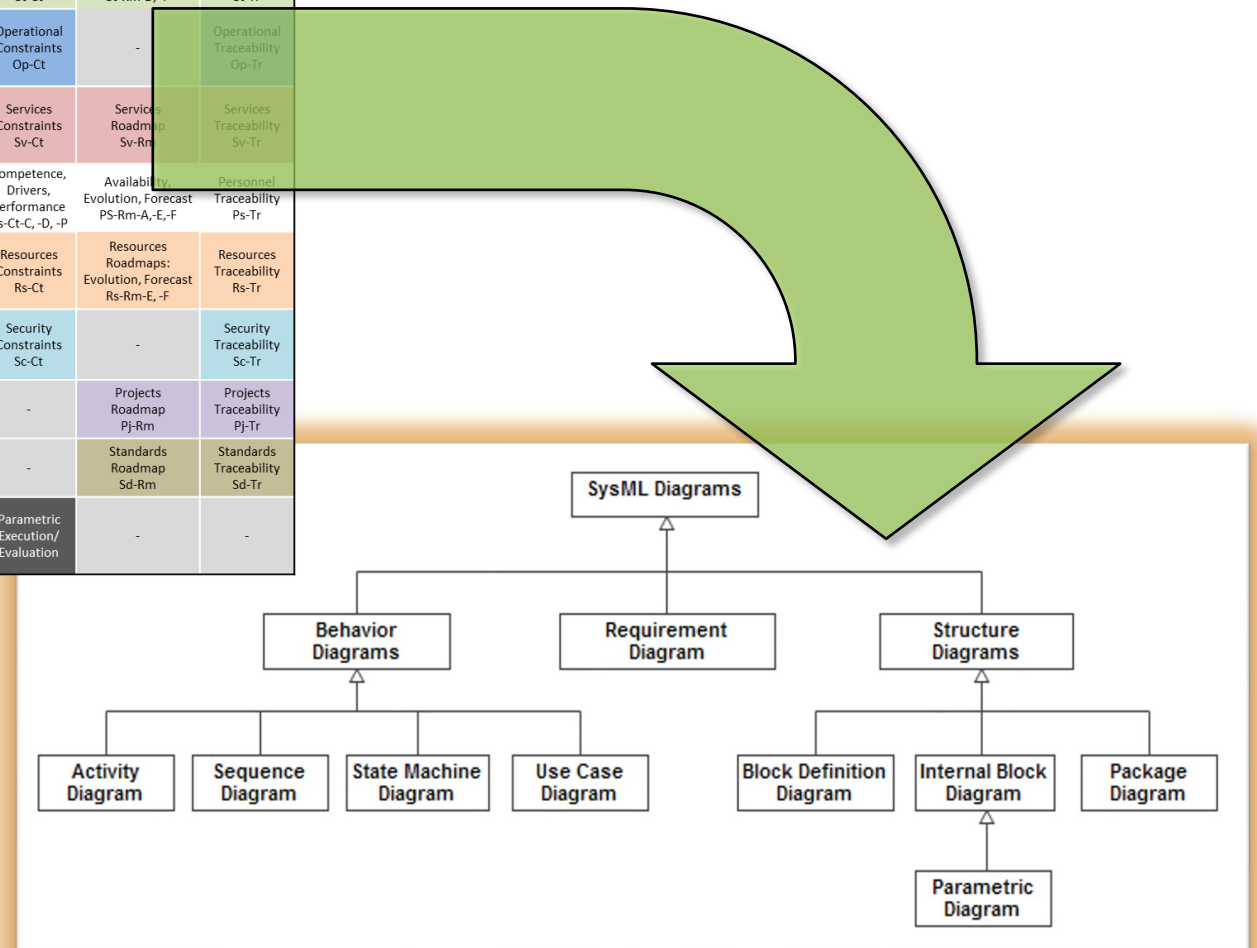 Operational
Constraints
Op-Ct
-
Operational
Traceability
Op-Tr
Services
Constraints
Sv-Ct
Services
Roadmap
Sv-Rm
Services
Traceability
Sv-Tr
ompetence,
Drivers,
erformance
s-Ct-C, -D, -P
Availability,
Evolution, Forecast
PS-Rm-A,-E,-F
Personnel
Traceability
Ps-Tr
Resources
Constraints
Rs-Ct
Resources
Roadmaps:
Evolution, Forecast
Rs-Rm-E, -F
Resources
Traceability
Rs-Tr
Security
Constraints
Sc-Ct
-
Security
Traceability
Sc-Tr
-
Projects
Roadmap
Pj-Rm
Projects
Traceability
Pj-Tr
-
Standards
Roadmap
Sd-Rm
Standards
Traceability
Sd-Tr
Parametric
Execution/
Evaluation
-
-
SysML Diagrams
Behavior
Diagrams
Requirement
Diagram
Structure
Diagrams
Activity
Diagram
Sequence
Diagram
State Machine
Diagram
Use Case
Diagram
Block Definition
Diagram
Internal Block
Diagram
Package
Diagram
Parametric
Diagram